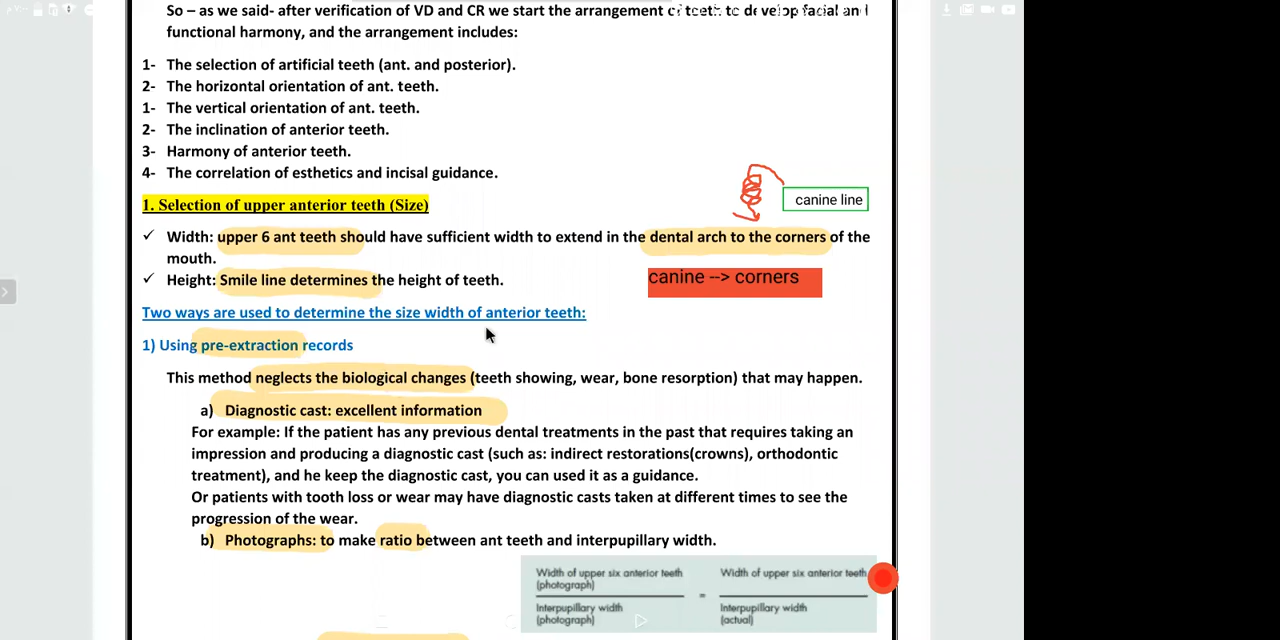 So – as we said- after verification of VD and CR we start the arrangement of teeth to develop facial and
functional harmony, and the arrangement includes:
1- The selection of artificial teeth (ant. and posterior).
2- The horizontal orientation of ant. teeth.
1- The vertical orientation of ant. teeth.
2- The inclination of anterior teeth.
3- Harmony of anterior teeth.
4- The correlation of esthetics and incisal guidance.
canine line
1. Selection of upper anterior teeth (Size)
✓ Width: upper 6 ant teeth should have sufficient width to extend in the dental arch to the corners of the
mouth.
✓ Height: Smile line determines the height of teeth.
canine --> corners
Two ways are used to determine the size width of anterior teeth:
1) Using pre-extraction records
This method neglects the biological changes (teeth showing, wear, bone resorption) that may happen.
a) Diagnostic cast: excellent information
For example: If the patient has any previous dental treatments in the past that requires taking an
impression and producing a diagnostic cast (such as: indirect restorations(crowns), orthodontic
treatment), and he keep the diagnostic cast, you can used it as a guidance.
Or patients with tooth loss or wear may have diagnostic casts taken at different times to see the
progression of the wear.
b) Photographs: to make ratio between ant teeth and interpupillary width.
Width of upper six anterior teeth
(photograph)
Interpupillary width
(photograph)
=
Width of upper six anterior teeth
Interpupillary width
(actual)